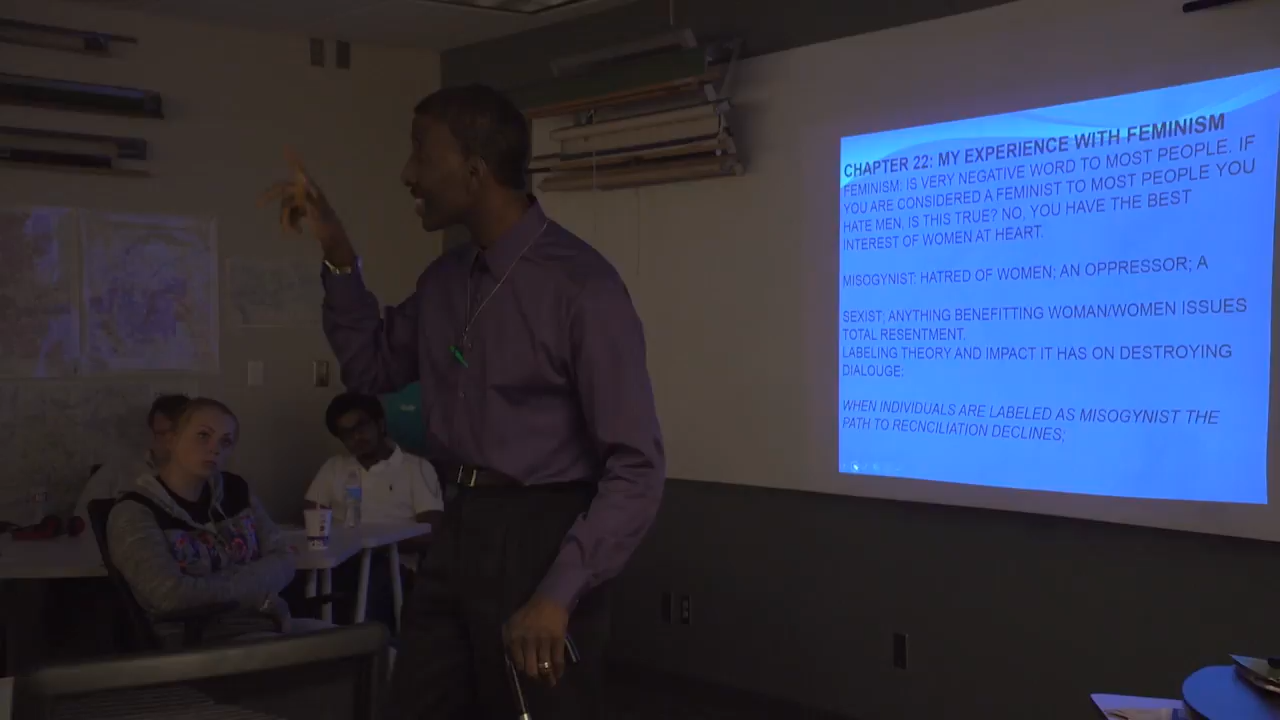 CHAPTER 22: MY EXPERIENCE WITH FEMINISM
FEMINISM: IS VERY NEGATIVE WORD TO MOST PEOPLE. IF
YOU ARE CONSIDERED A FEMINIST TO MOST PEOPLE YOU
HATE MEN, IS THIS TRUE? NO, YOU HAVE THE BEST
INTEREST OF WOMEN AT HEART.
MISOGYNIST: HATRED OF WOMEN; AN OPPRESSOR; A
SEXIST; ANYTHING BENEFITTING WOMAN/WOMEN ISSUES
TOTAL RESENTMENT.
LABELING THEORY AND IMPACT IT HAS ON DESTROYING
DIALOUGE:
WHEN INDIVIDUALS ARE LABELED AS MISOGYNIST THE
PATH TO RECNCILIATION DECLINES;